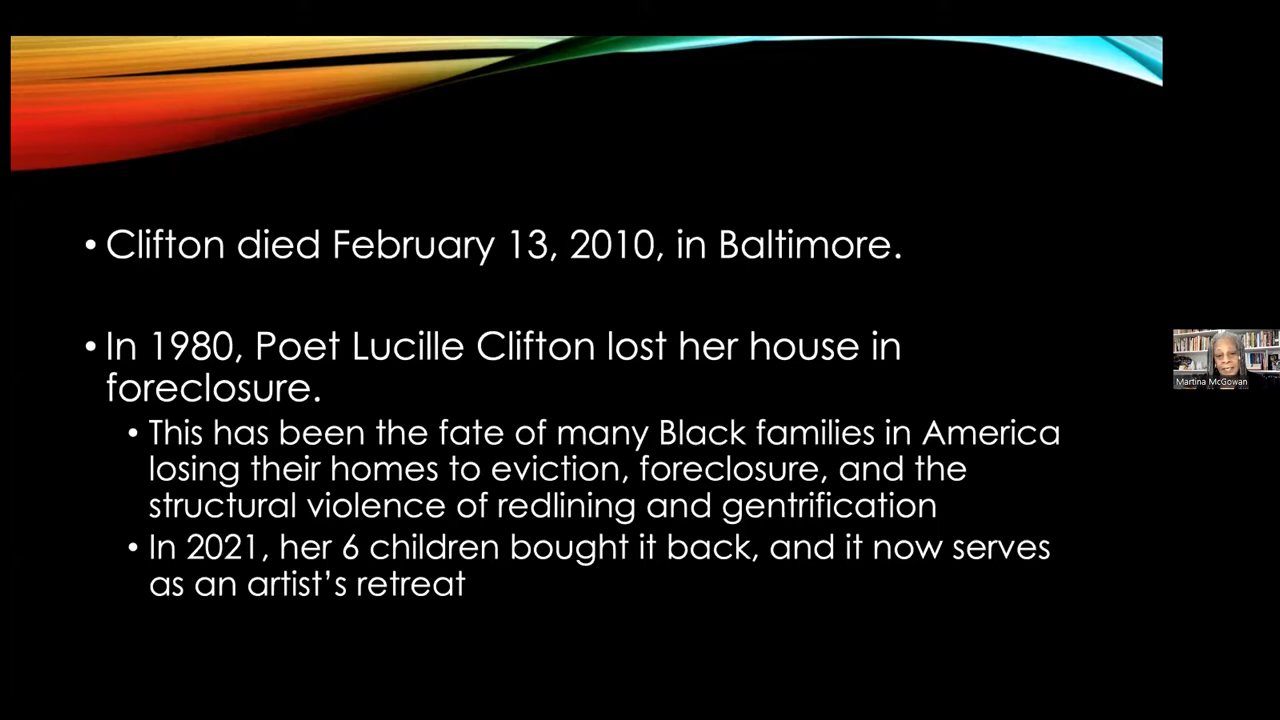 • Clifton died February 13, 2010, in Baltimore.
• In 1980, Poet Lucille Clifton lost her house in
foreclosure.
• This has been the fate of many Black families in America
losing their homes to eviction, foreclosure, and the
structural violence of redlining and gentrification
• In 2021, her 6 children bought it back, and it now serves
as an artist’s retreat
Martina McGowan